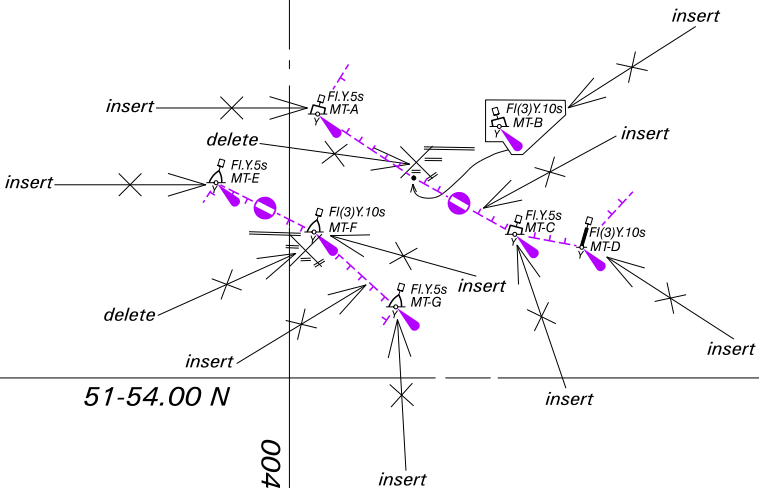 insert
Fl.Y.5s
MT-A
insert
Fl(3)Y.10s
MT-B
insert
delete
Fl.Y.5s
MT-E
insert
Fl(3)Y.10s
MT-F
Fl.Y.5s
MT-C
Fl(3)Y.10s
MT-D
insert
Fl.Y.5s
MT-G
delete
insert
insert
51-54.00 N
insert
004
insert
Y
Y
Y
Y
Y
Y
Y